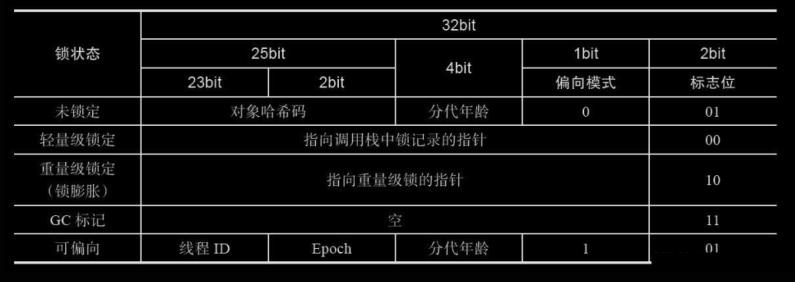 锁状态 32bit
25bit 4bit 1bit 2bit
23bit 2bit 偏向模式 标志位
未锁定 对象哈希码 分代年龄 0 01
轻量级锁定 指向调用栈中锁记录的指针 00
重量级锁定
（锁膨胀） 指向重量级锁的指针 10
GC 标记 空 11
可偏向 线程 ID Epoch 分代年龄 1 01